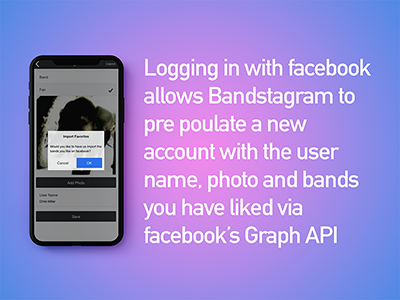 Logout
Band
Fan
Import Favorites
Would you like to have us import the
bands you like on facebook?
Cancel
OK
Add Photo
User Name
Save
Logging in with facebook
allows Bandstagram to
pre poulate a new
account with the user
name, photo and bands
you have liked via
facebook's Graph API